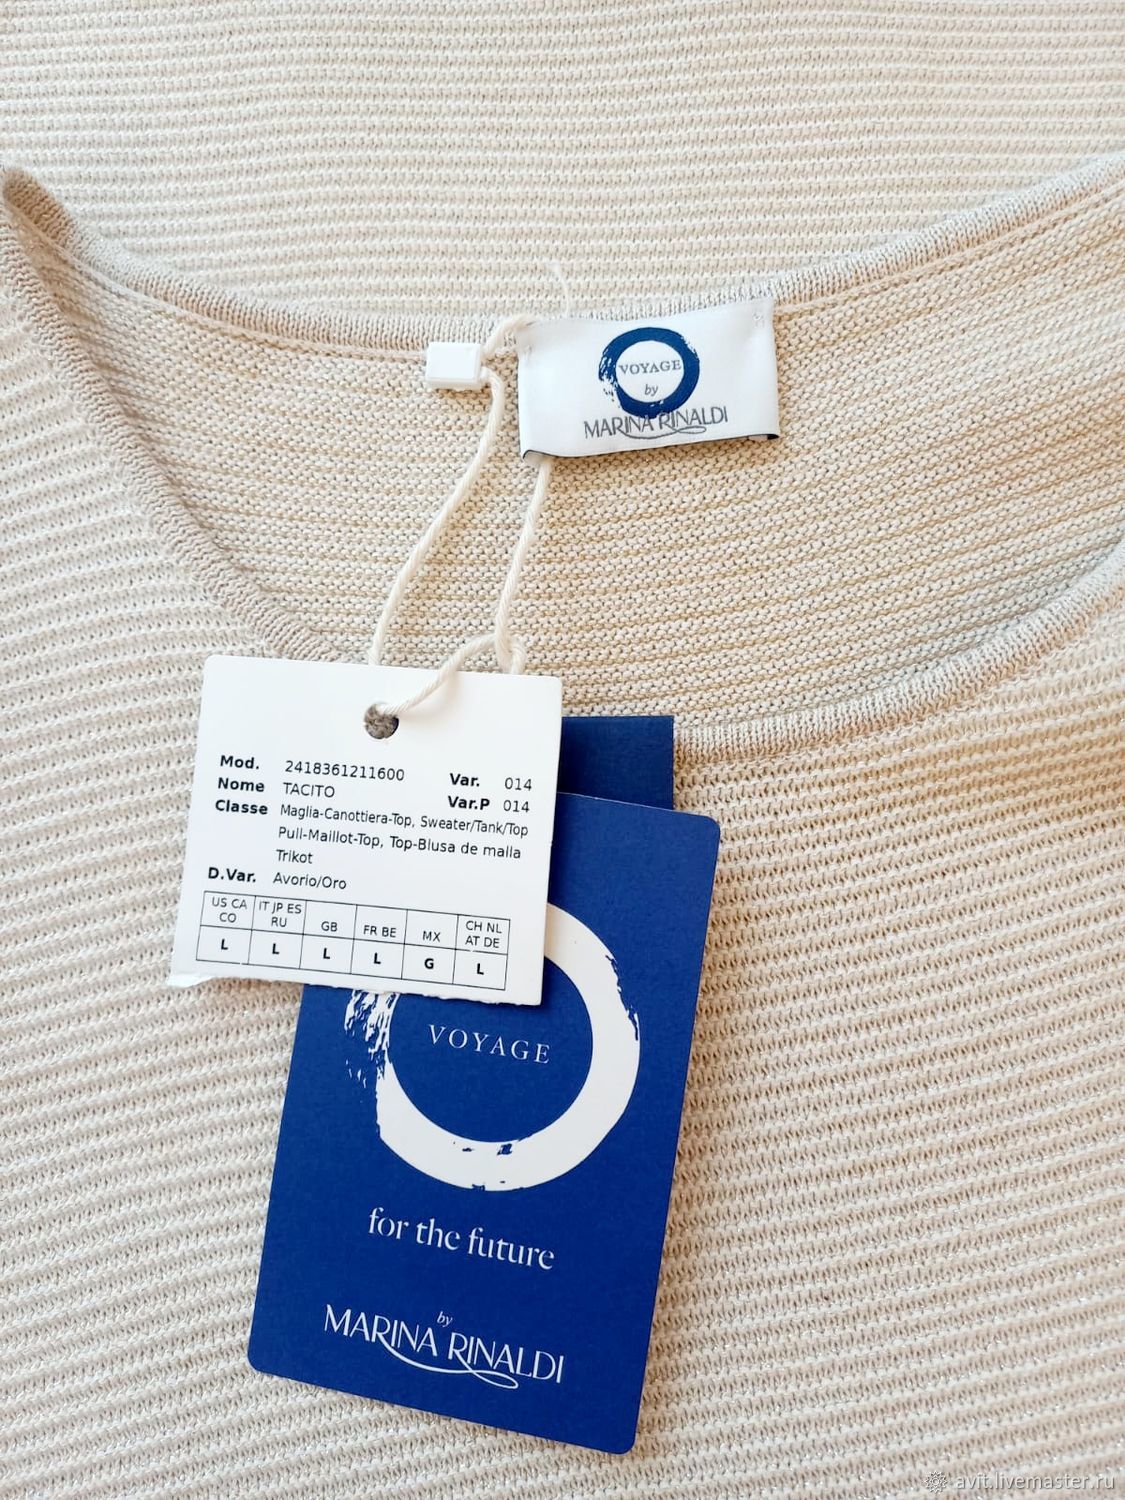 VOYAGE
by
MARINA RINALDI
Mod. 2418361211600 Var. 014
Nome TACITO Var.P 014
Classe Maglia-Canottiera-Top, Sweater/Tank/Top
Pull-Maillot-Top, Top-Blusa de malla
Trikot
D.Var. Avorio/Oro
US CA CO IT JP ES RU GB FR BE MX CH NL AT DE
L L L L G L
VOYAGE
for the future
by
MARINA RINALDI
avit.livemaster.ru